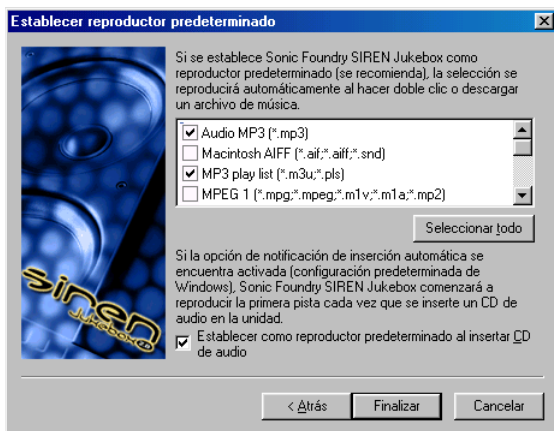 Establecer reproductor predeterminado
Si se establece Sonic Foundry SIREN Jukebox como
reproductor predeterminado (se recomienda), la selección se
reproducirá automáticamente al hacer doble clic o descargar
un archivo de música.
Audio MP3 (*.mp3)
Macintosh AIFF (*.aif;*.aiff;*.snd)
MP3 play list (*.m3u;*.pls)
MPEG 1 (*.mpg;*.mpeg;*.m1v;*.m1a;*.mp2)
Seleccionar todo
Si la opción de notificación de inserción automática se
encuentra activada (configuración predeterminada de
Windows), Sonic Foundry SIREN Jukebox comenzará a
reproducir la primera pista cada vez que se inserte un CD de
audio en la unidad.
Establecer como reproductor predeterminado al insertar CD
de audio
siren
Jukebox
< Atrás
Finalizar
Cancelar